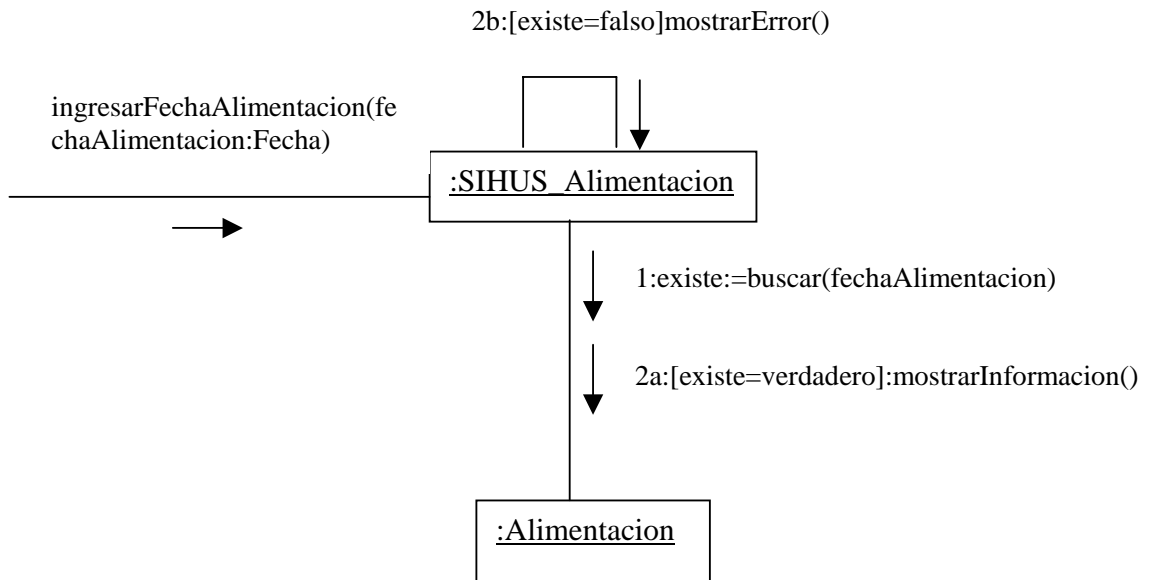 2b:[existe=falso]mostrarError()
ingresarFechaAlimentacion(fe
chaAlimentacion:Fecha)
:SIHUS_Alimentacion
1:existe:=buscar(fechaAlimentacion)
2a:[existe=verdadero]:mostrarInformacion()
:Alimentacion